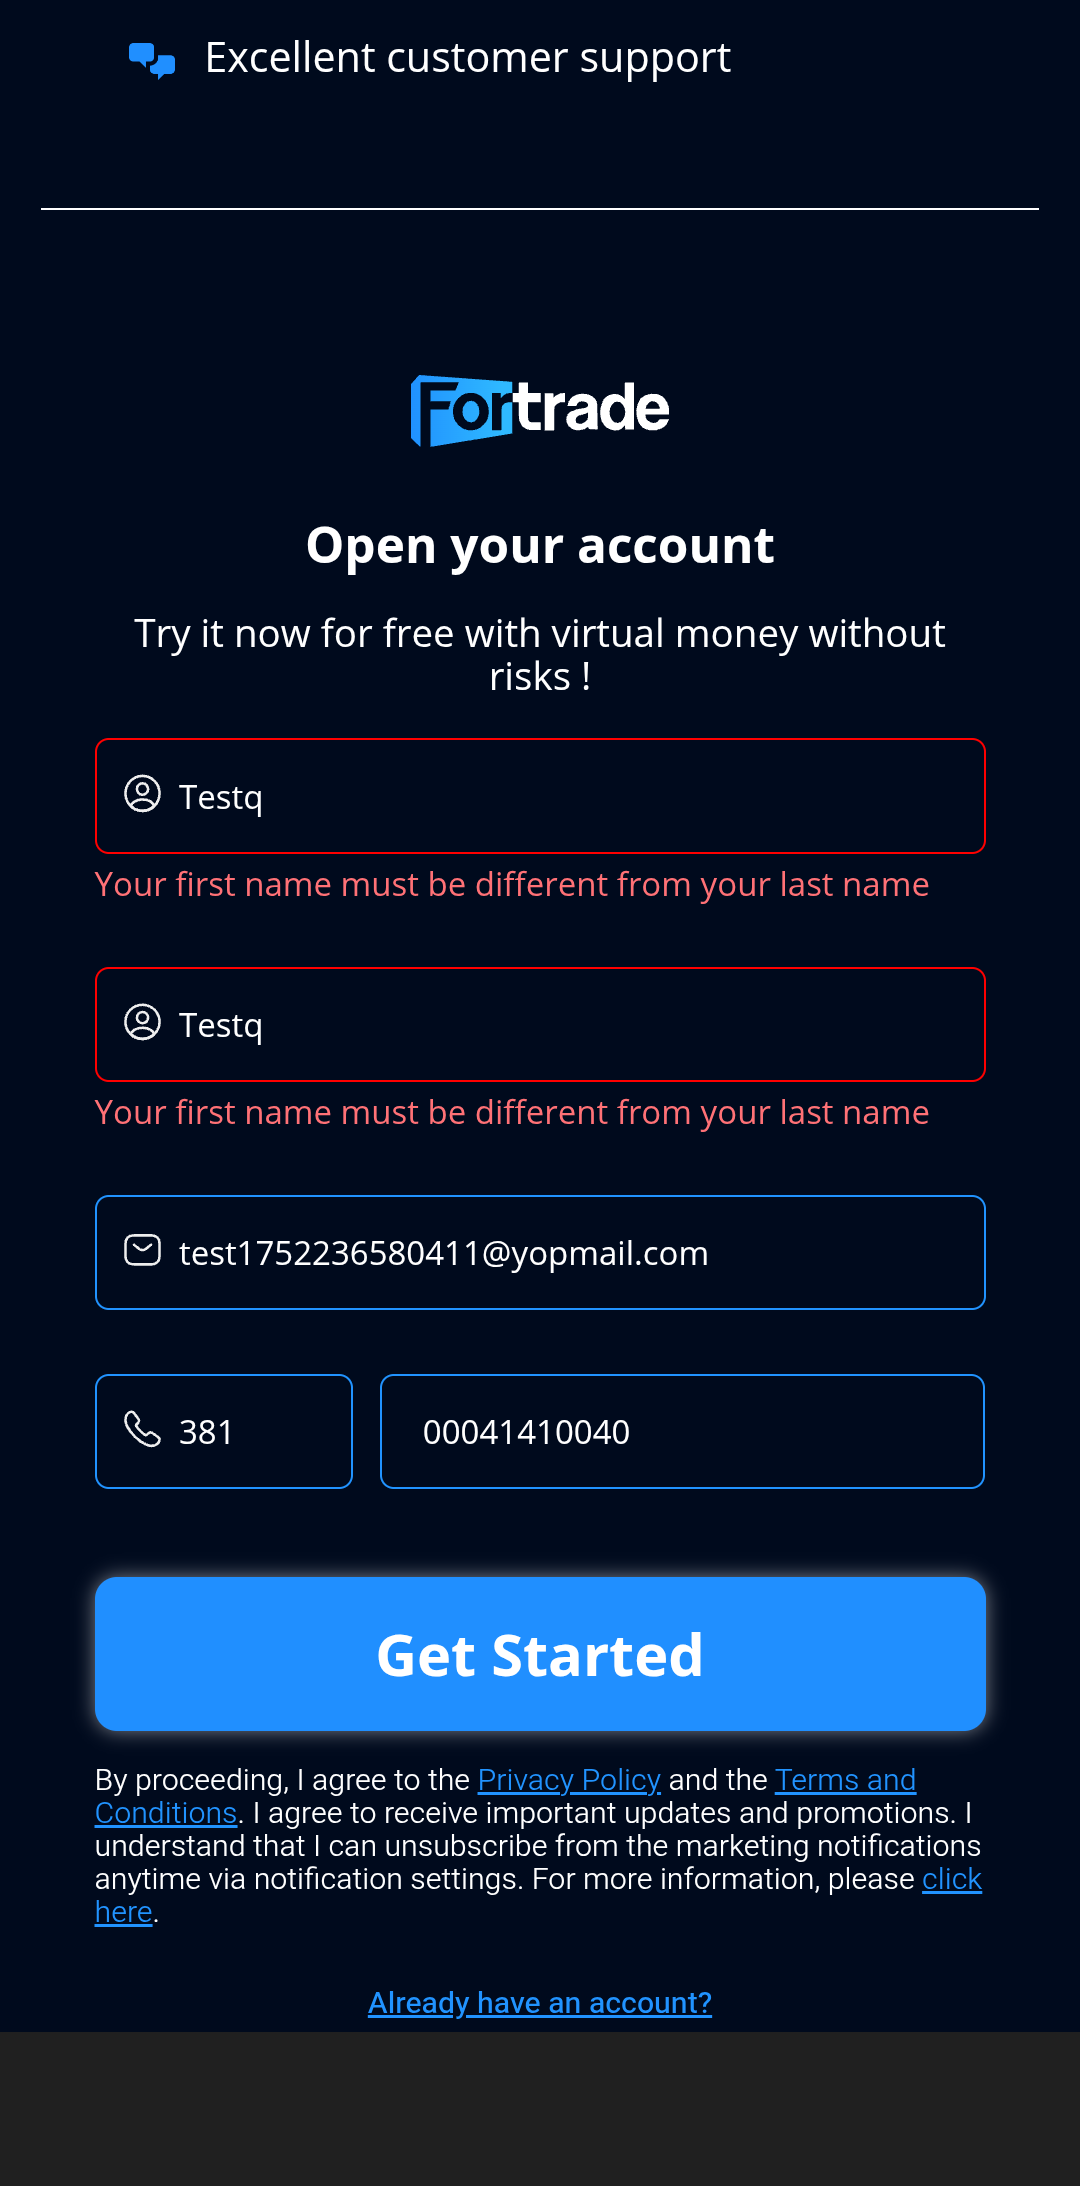 Excellent customer support
Fortrade
Open your account
Try it now for free with virtual money without
risks !
Testq
Your first name must be different from your last name
Testq
Your first name must be different from your last name
test1752236580411@yopmail.com
381
00041410040
Get Started
By proceeding, I agree to the Privacy Policy and the Terms and
Conditions. I agree to receive important updates and promotions. I
understand that I can unsubscribe from the marketing notifications
anytime via notification settings. For more information, please click
here.
Already have an account?